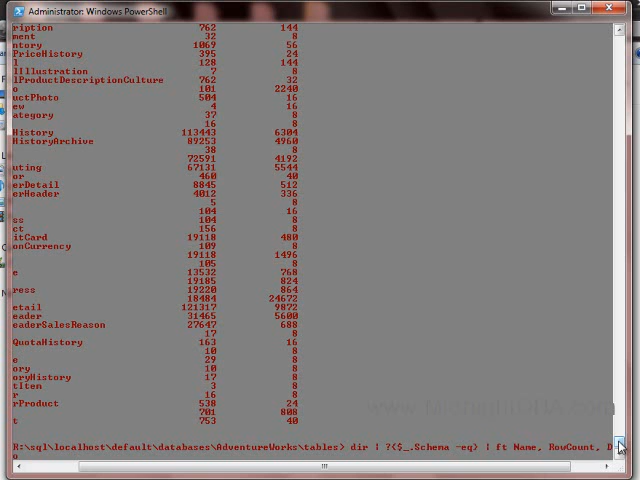 Administrator: Windows PowerShell
ription 762 144
ment 32 8
ntory 1069 56
PriceHistory 395 24
l 128 144
lIllustration 7 8
lProductDescriptionCulture 762 32
o 101 2240
uctPhoto 504 16
ew 4 16
ategory 37 8
16 8
History 113443 6304
HistoryArchive 89253 4960
38 8
72591 4192
uting 67131 5544
or 460 40
erDetail 8845 512
erHeader 4012 336
5 8
104 16
ss 104 8
ct 156 8
itCard 19118 480
onCurrency 109 8
19118 1496
105 8
e 13532 768
19185 824
ress 19220 864
18484 24672
etail 121317 9872
eader 31465 5600
eaderSalesReason 27647 688
17 8
QuotaHistory 163 16
10 8
e 29 8
ory 10 8
oryHistory 17 8
tItem 3 8
r 16 8
rProduct 538 24
701 808
t 753 40
www.MidnightDBA.com
R:\sql\localhost\default\databases\AdventureWorks\tables> dir | ?($_.Schema -eq) | ft Name, RowCount, D
o